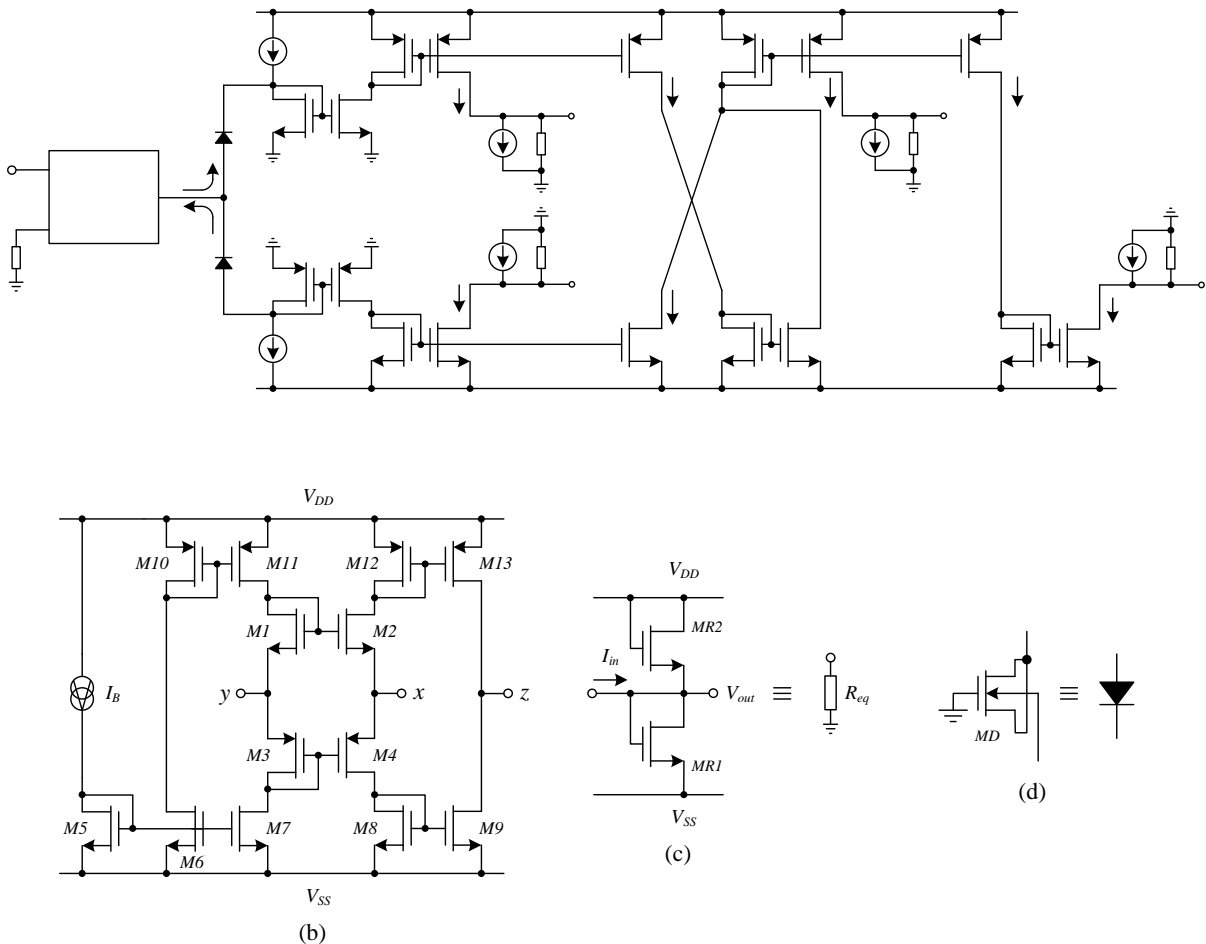 V_DD
M10
M11
M12
M13
M1
M2
I_B
y
x
z
M3
M4
M5
M6
M7
M8
M9
V_SS
(b)
V_DD
MR2
I_in
V_out
≡
R_eq
MR1
V_SS
(c)
MD
≡
(d)